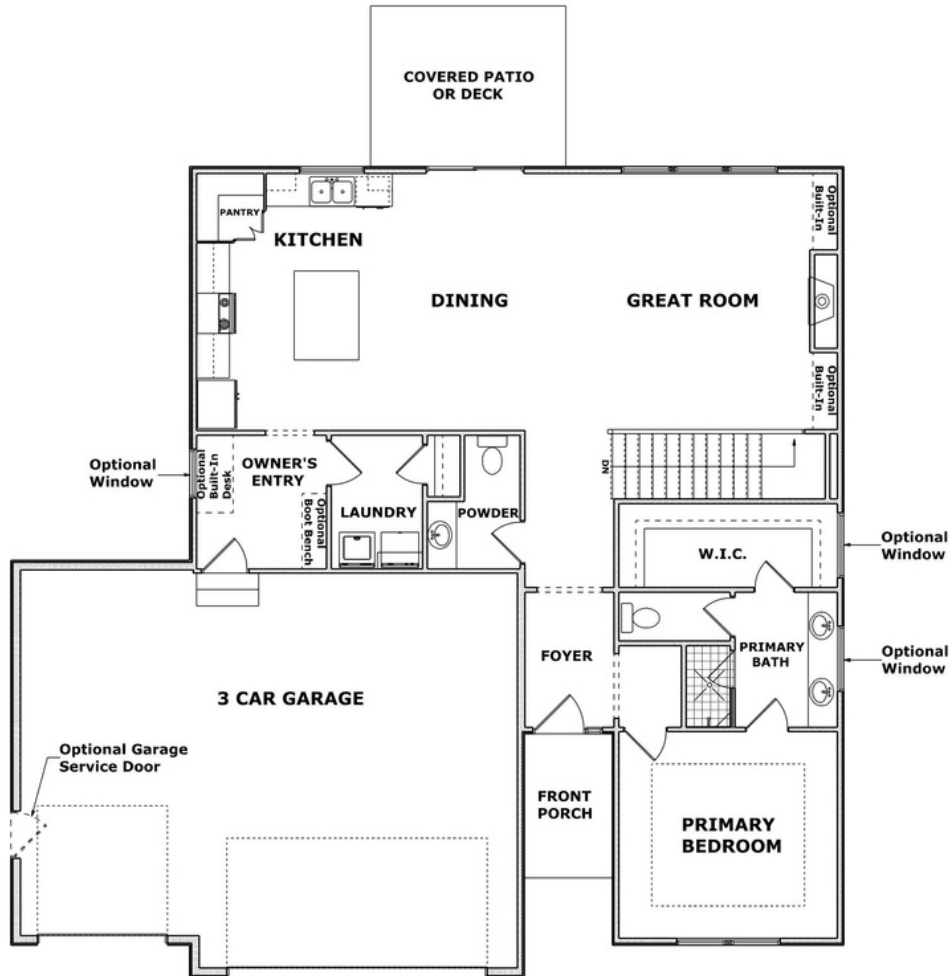 COVERED PATIO
OR DECK
PANTRY
KITCHEN
DINING
GREAT ROOM
Optional
Built-In
Optional
Built-In
Optional
Window
Optional
Built-In
Desk
OWNER'S
ENTRY
Optional
Boot Bench
LAUNDRY
POWDER
DN
W.I.C.
Optional
Window
FOYER
PRIMARY
BATH
Optional
Window
3 CAR GARAGE
Optional Garage
Service Door
FRONT
PORCH
PRIMARY
BEDROOM